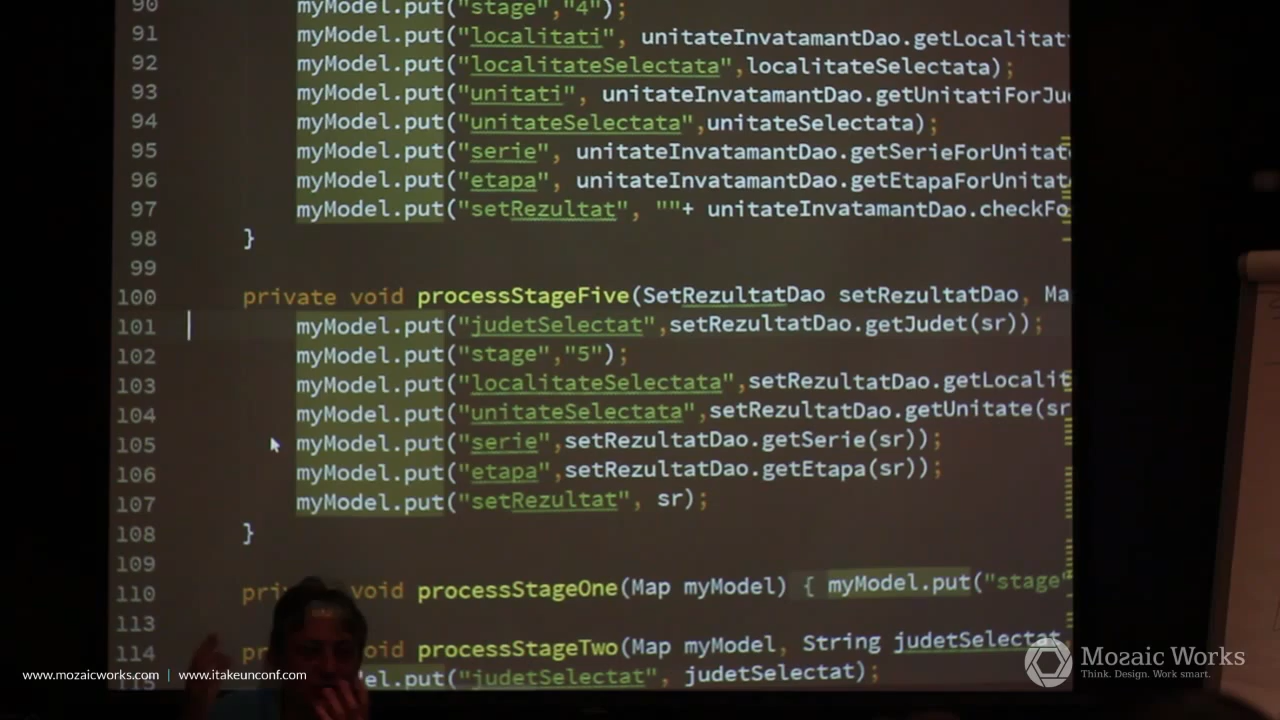 90 myModel.put("stage","4");
91 myModel.put("localitati", unitateInvatamantDao.getLocalitat
92 myModel.put("localitateSelectata",localitateSelectata);
93 myModel.put("unitati", unitateInvatamantDao.getUnitatiForJu
94 myModel.put("unitateSelectata",unitateSelectata);
95 myModel.put("serie", unitateInvatamantDao.getSerieForUnitat
96 myModel.put("etapa", unitateInvatamantDao.getEtapaForUnitat
97 myModel.put("setRezultat", ""+ unitateInvatamantDao.checkFo
98 }
99
100 private void processStageFive(SetRezultatDao setRezultatDao, Ma
101 myModel.put("judetSelectat",setRezultatDao.getJudet(sr));
102 myModel.put("stage","5");
103 myModel.put("localitateSelectata",setRezultatDao.getLocalit
104 myModel.put("unitateSelectata",setRezultatDao.getUnitate(sr
105 myModel.put("serie",setRezultatDao.getSerie(sr));
106 myModel.put("etapa",setRezultatDao.getEtapa(sr));
107 myModel.put("setRezultat", sr);
108 }
109
110 void processStageOne(Map myModel) { myModel.put("stage"
113
114 void processStageTwo(Map myModel, String judetSelectat
115 el.put("judetSelectat", judetSelectat);
www.mozaicworks.com | www.itakeunconf.com
Mozaic Works
Think. Design. Work smart.